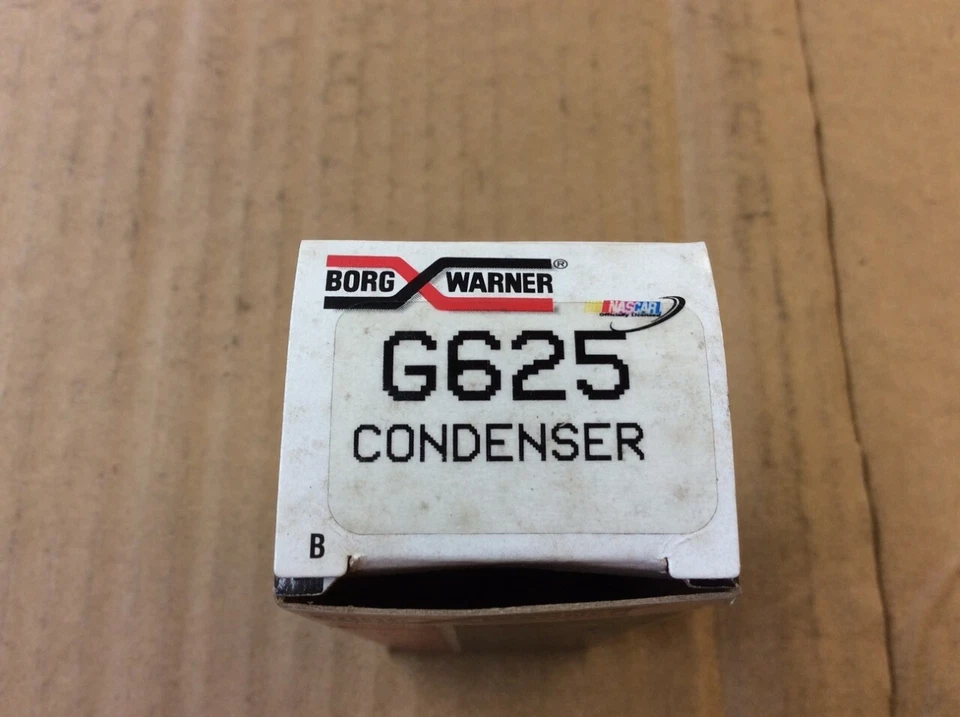 BORG WARNER®
NASCAR
G625
CONDENSER
B